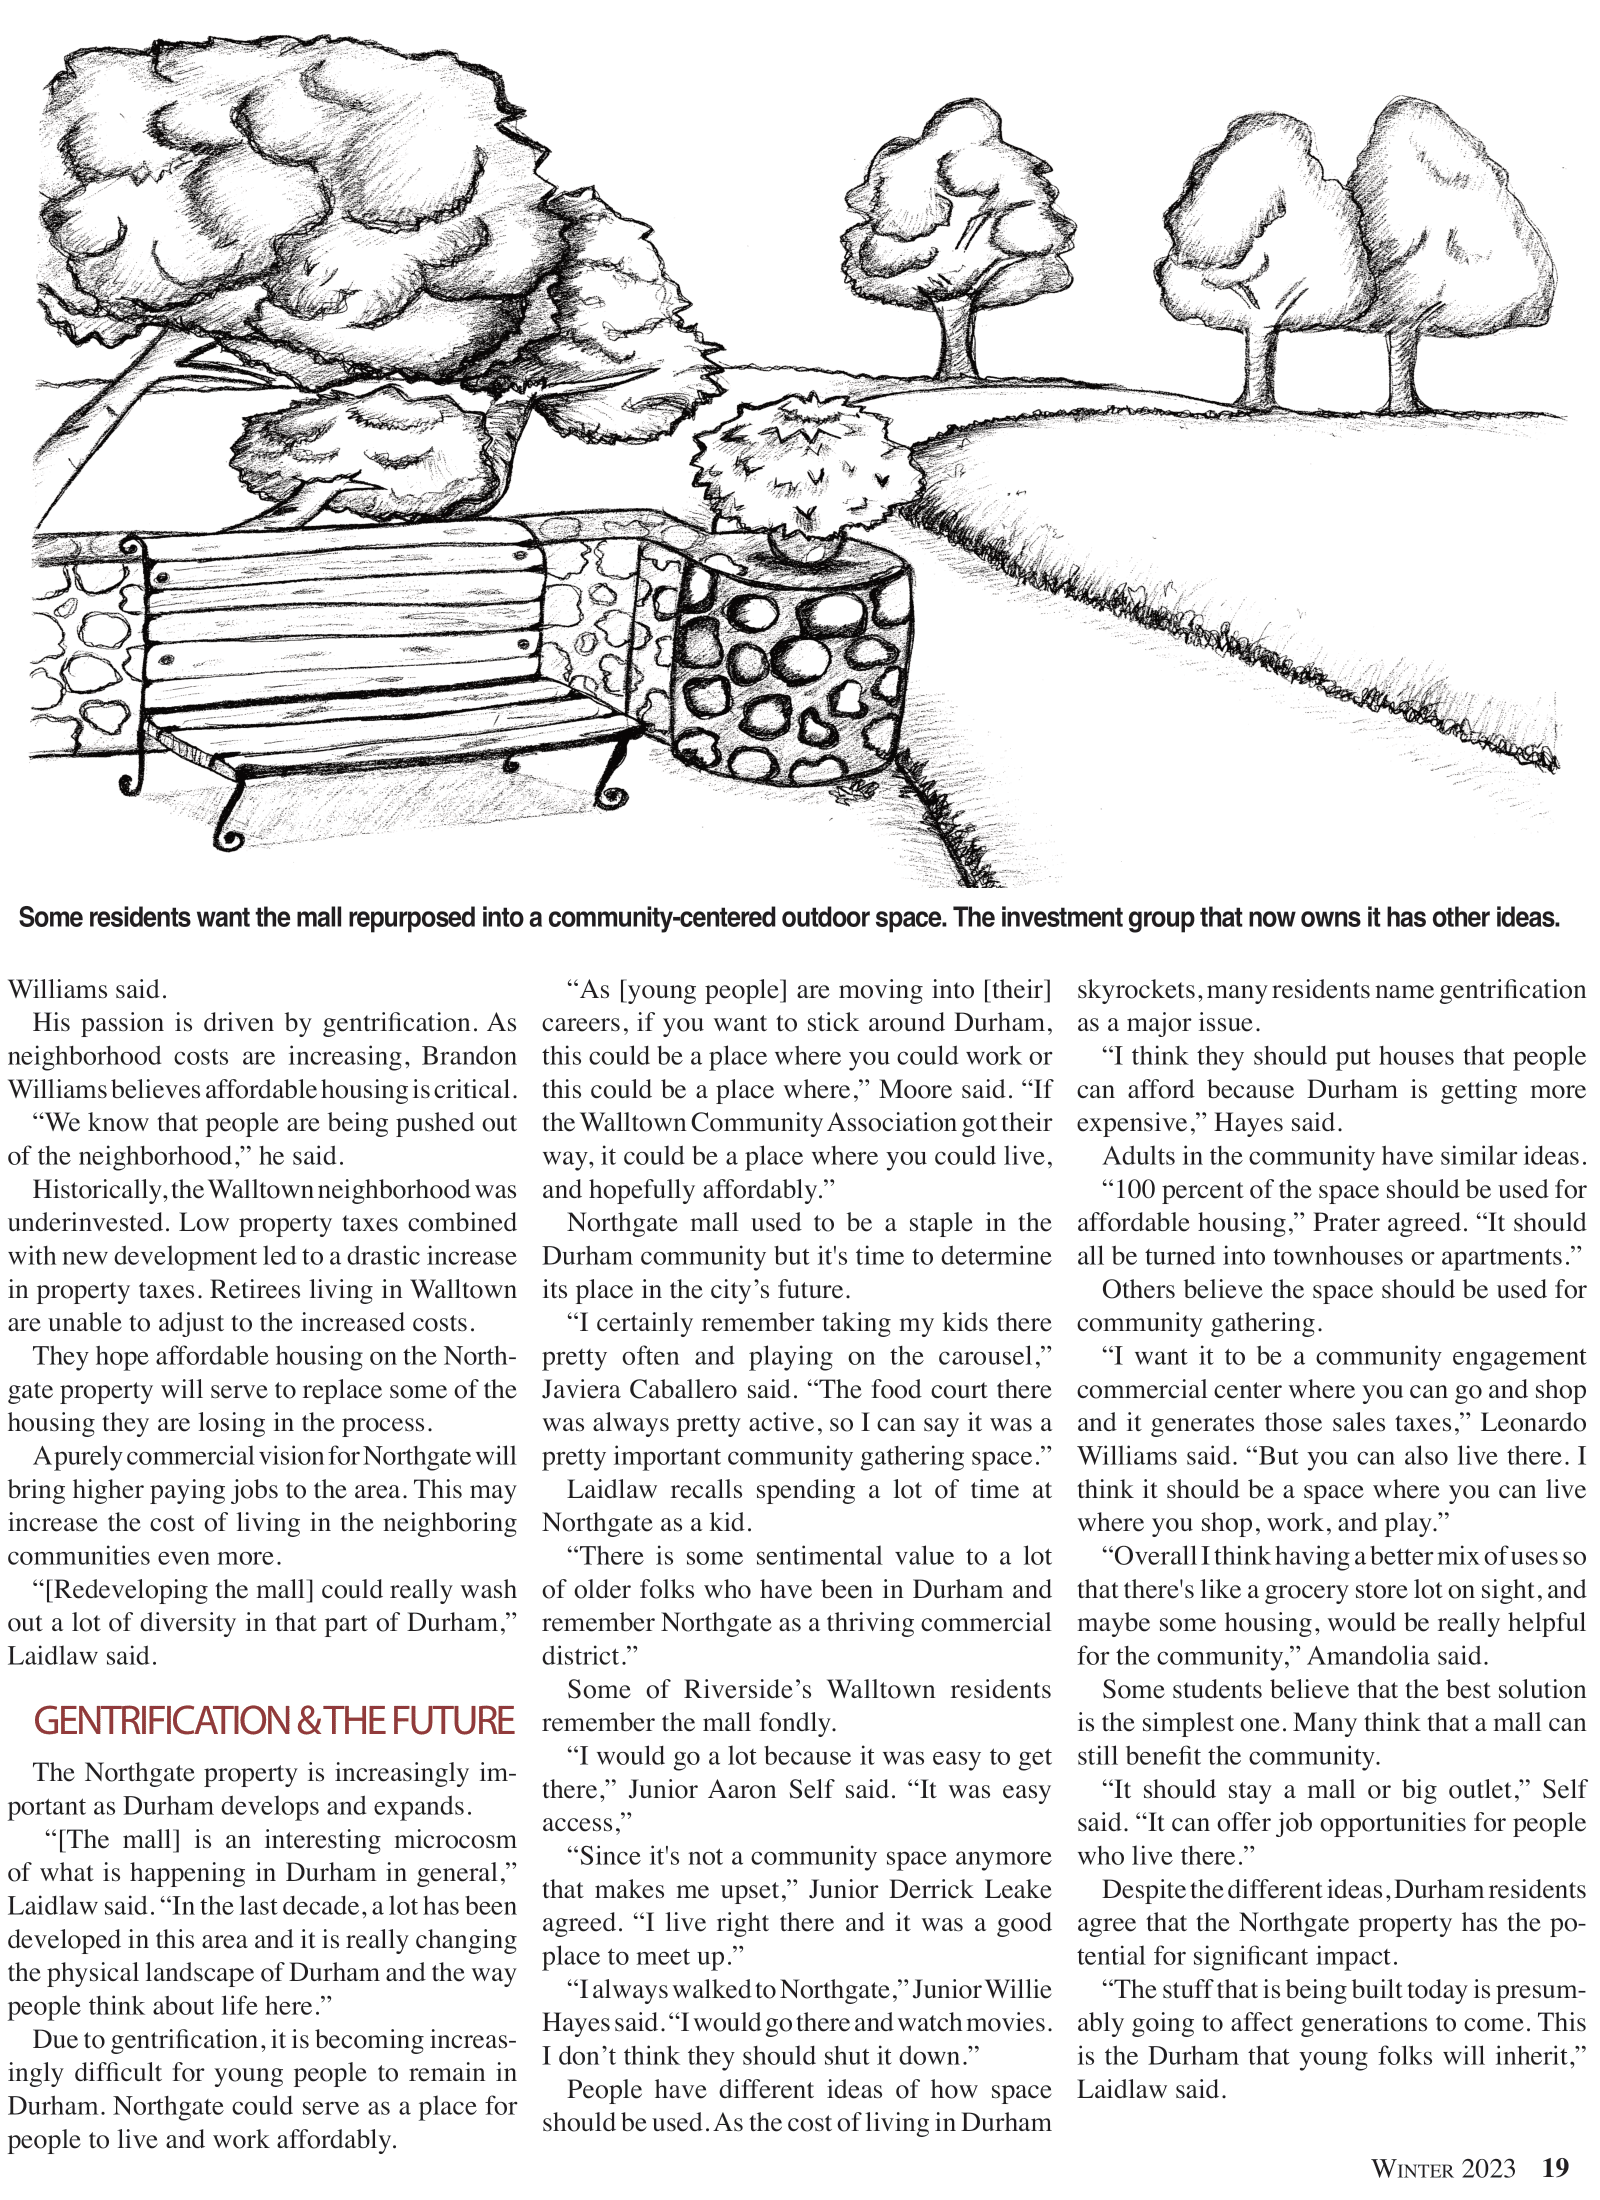 Some residents want the mall repurposed into a community-centered outdoor space. The investment group that now owns it has other ideas.
Williams said.
His passion is driven by gentrification. As
neighborhood costs are increasing, Brandon
Williams believes affordable housing is critical.
“We know that people are being pushed out
of the neighborhood,” he said.
Historically, the Walltown neighborhood was
underinvested. Low property taxes combined
with new development led to a drastic increase
in property taxes. Retirees living in Walltown
are unable to adjust to the increased costs.
They hope affordable housing on the North-
gate property will serve to replace some of the
housing they are losing in the process.
A purely commercial vision for Northgate will
bring higher paying jobs to the area. This may
increase the cost of living in the neighboring
communities even more.
“[Redeveloping the mall] could really wash
out a lot of diversity in that part of Durham,”
Laidlaw said.
GENTRIFICATION & THE FUTURE
The Northgate property is increasingly im-
portant as Durham develops and expands.
“[The mall] is an interesting microcosm
of what is happening in Durham in general,”
Laidlaw said. “In the last decade, a lot has been
developed in this area and it is really changing
the physical landscape of Durham and the way
people think about life here.”
Due to gentrification, it is becoming increas-
ingly difficult for young people to remain in
Durham. Northgate could serve as a place for
people to live and work affordably.
“As [young people] are moving into [their]
careers, if you want to stick around Durham,
this could be a place where you could work or
this could be a place where,” Moore said. “If
the Walltown Community Association got their
way, it could be a place where you could live,
and hopefully affordably.”
Northgate mall used to be a staple in the
Durham community but it's time to determine
its place in the city’s future.
“I certainly remember taking my kids there
pretty often and playing on the carousel,”
Javiera Caballero said. “The food court there
was always pretty active, so I can say it was a
pretty important community gathering space.”
Laidlaw recalls spending a lot of time at
Northgate as a kid.
“There is some sentimental value to a lot
of older folks who have been in Durham and
remember Northgate as a thriving commercial
district.”
Some of Riverside’s Walltown residents
remember the mall fondly.
“I would go a lot because it was easy to get
there,” Junior Aaron Self said. “It was easy
access,”
“Since it's not a community space anymore
that makes me upset,” Junior Derrick Leake
agreed. “I live right there and it was a good
place to meet up.”
“I always walked to Northgate,” Junior Willie
Hayes said. “I would go there and watch movies.
I don’t think they should shut it down.”
People have different ideas of how space
should be used. As the cost of living in Durham
skyrockets, many residents name gentrification
as a major issue.
“I think they should put houses that people
can afford because Durham is getting more
expensive,” Hayes said.
Adults in the community have similar ideas.
“100 percent of the space should be used for
affordable housing,” Prater agreed. “It should
all be turned into townhouses or apartments.”
Others believe the space should be used for
community gathering.
“I want it to be a community engagement
commercial center where you can go and shop
and it generates those sales taxes,” Leonardo
Williams said. “But you can also live there. I
think it should be a space where you can live
where you shop, work, and play.”
“Overall I think having a better mix of uses so
that there's like a grocery store lot on sight, and
maybe some housing, would be really helpful
for the community,” Amandolia said.
Some students believe that the best solution
is the simplest one. Many think that a mall can
still benefit the community.
“It should stay a mall or big outlet,” Self
said. “It can offer job opportunities for people
who live there.”
Despite the different ideas, Durham residents
agree that the Northgate property has the po-
tential for significant impact.
“The stuff that is being built today is presum-
ably going to affect generations to come. This
is the Durham that young folks will inherit,”
Laidlaw said.
WINTER 2023 19